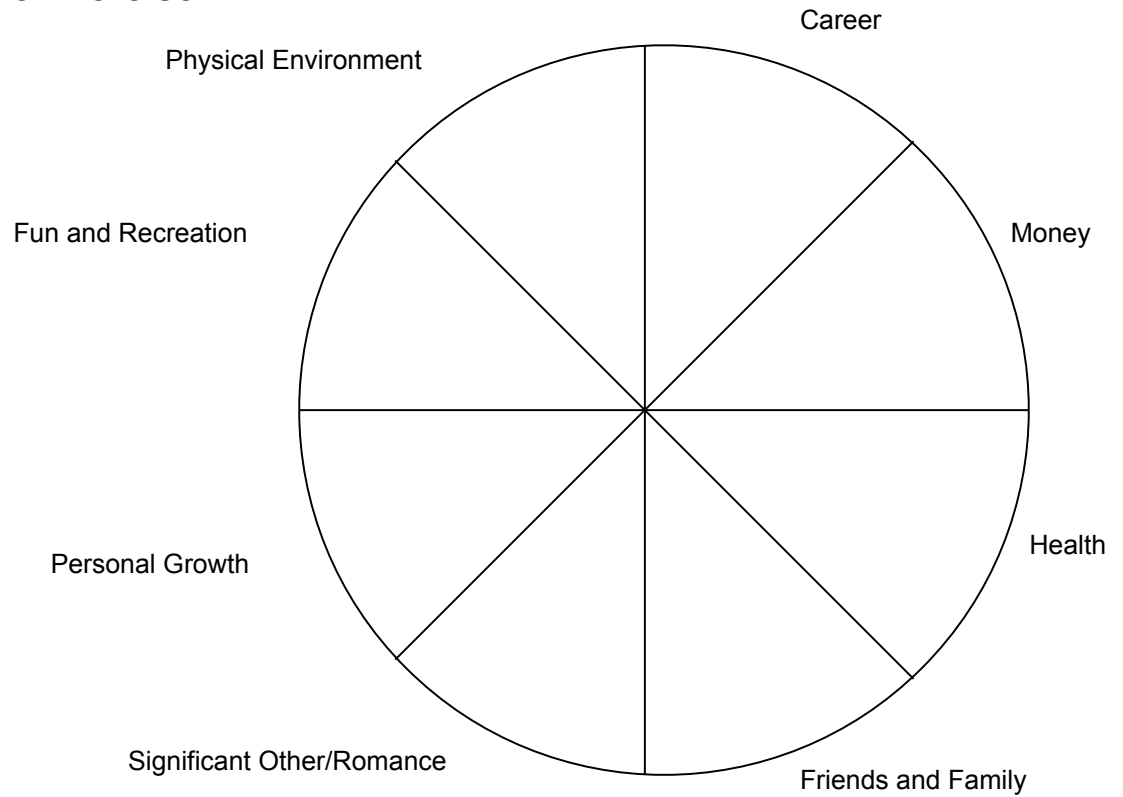 Career
Physical Environment
Fun and Recreation
Money
Health
Personal Growth
Significant Other/Romance
Friends and Family